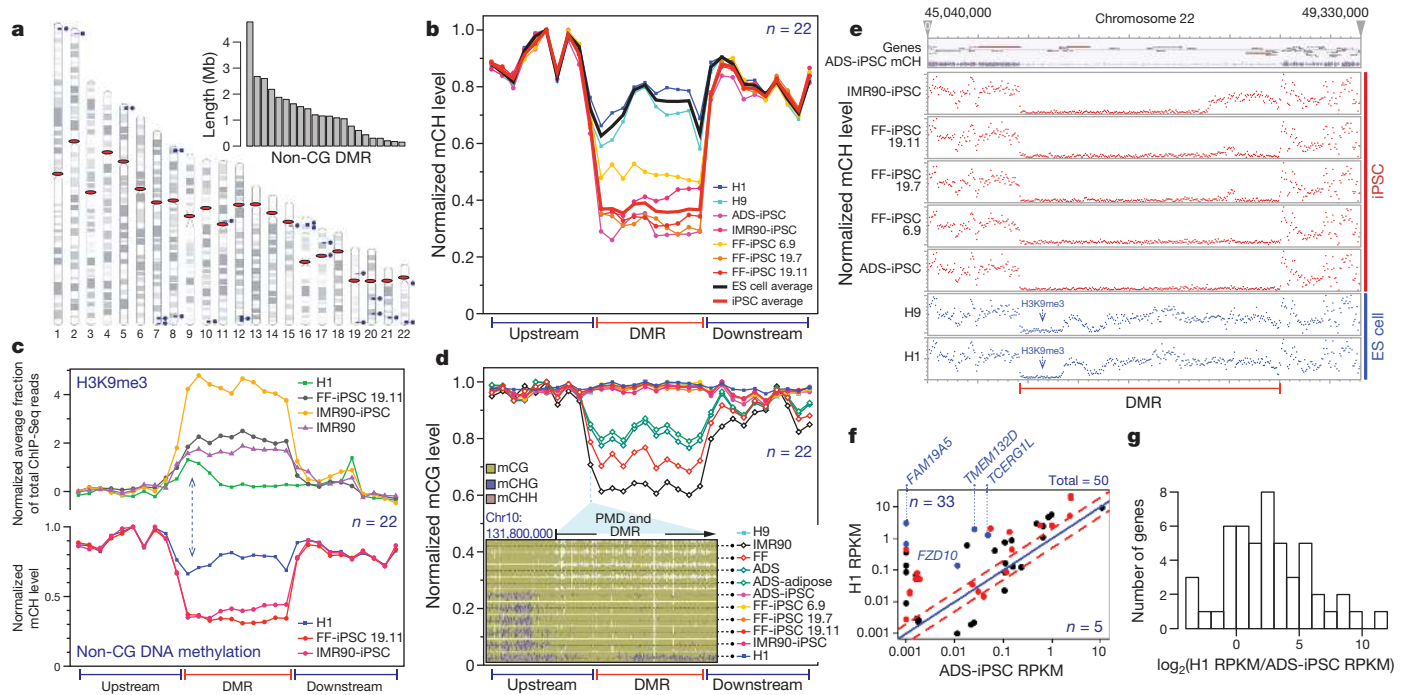 a
Length (Mb)
4
3
2
1
0
Non-CG DMR
1 2 3 4 5 6 7 8 9 10 11 12 13 14 15 16 17 18 19 20 21 22
b
Normalized mCH level
n = 22
1.0
0.8
0.6
0.4
0.2
0
H1
H9
ADS-iPSC
IMR90-iPSC
FF-iPSC 6.9
FF-iPSC 19.7
FF-iPSC 19.11
ES cell average
iPSC average
Upstream
DMR
Downstream
c
Normalized average fraction
of total ChIP-Seq reads
H3K9me3
4
2
0
H1
FF-iPSC 19.11
IMR90-iPSC
IMR90
n = 22
Normalized
mCH level
1.0
0.5
0
H1
FF-iPSC 19.11
IMR90-iPSC
Non-CG DNA methylation
Upstream
DMR
Downstream
d
Normalized mCG level
1.0
0.8
0.6
0.4
0.2
0
n = 22
mCG
mCHG
mCHH
Chr10:
131,800,000
PMD and
DMR
H9
IMR90
FF
ADS
ADS-adipose
ADS-iPSC
FF-iPSC 6.9
FF-iPSC 19.7
FF-iPSC 19.11
IMR90-iPSC
H1
Upstream
DMR
Downstream
e
45,040,000
Chromosome 22
49,330,000
Genes
ADS-iPSC mCH
Normalized mCH level
IMR90-iPSC
FF-iPSC
19.11
FF-iPSC
19.7
FF-iPSC
6.9
ADS-iPSC
H9
H3K9me3
H1
H3K9me3
iPSC
ES cell
DMR
f
FAM19A5
TMEM132D
TCERG1L
Total = 50
n = 33
FZD10
n = 5
H1 RPKM
10
1
0.1
0.01
0.001
0.001 0.01 0.1 1 10
ADS-iPSC RPKM
g
Number of genes
8
6
4
2
0
0 5 10
log2(H1 RPKM/ADS-iPSC RPKM)